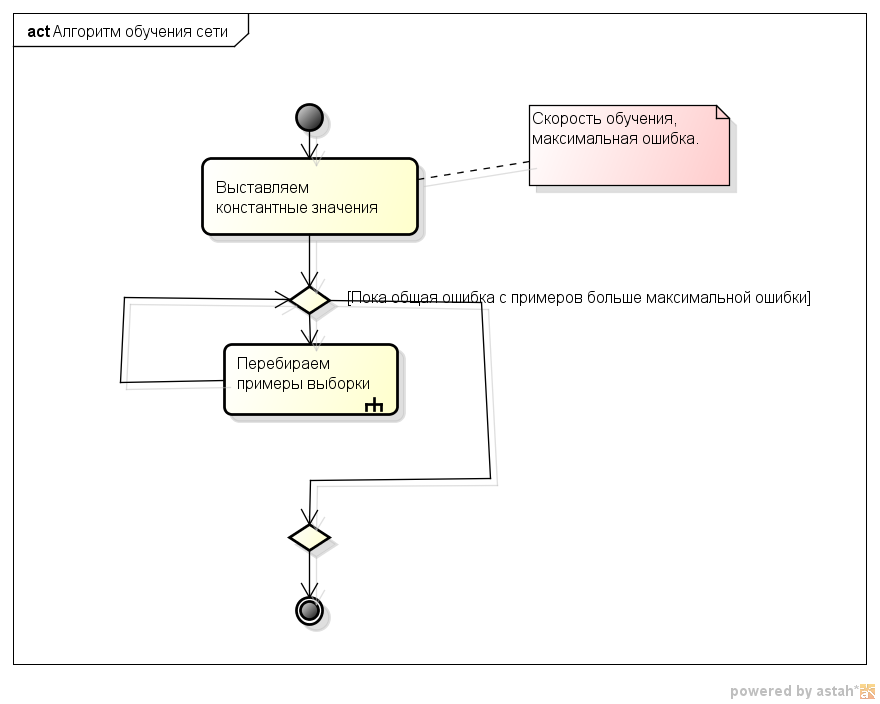 act Алгоритм обучения сети
Скорость обучения,
максимальная ошибка.
Выставляем
константные значения
[Пока общая ошибка с примеров больше максимальной ошибки]
Перебираем
примеры выборки
powered by astah*